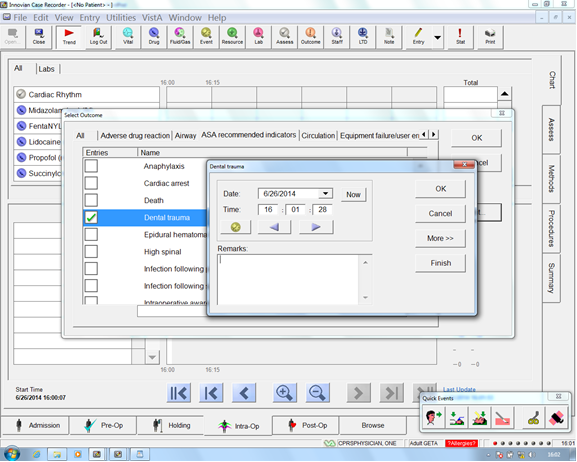 Innovian Case Recorder - [<No Patient> - ]
File Edit View Entry Utilities VistA Window Help
Open... Close Trend Log Out Vital Drug Fluid/Gas Event Resource Lab Assess Outcome Staff LTD Note Entry Stat Print
All Labs
16:00 16:15 Total
Cardiac Rhythm
Midazolam
FentaNYL
Lidocaine
Propofol
Succinylc
Chart
Assess
Methods
Procedures
Summary
Select Outcome
All Adverse drug reaction Airway ASA recommended indicators Circulation Equipment failure/user er
Entries Name
Anaphylaxis
Cardiac arrest
Death
Dental trauma
Epidural hematoma
High spinal
Infection following
Infection following
Intraoperative awar
OK
Dental trauma
Date: 6/26/2014 Now
Time: 16 : 01 : 28
Remarks:
OK
Cancel
More >>
Finish
16:00 16:15
Start Time
6/26/2014 16:00:07
Last Update
Quick Events
Admission Pre-Op Holding Intra-Op Post-Op Browse
CPRSPHYSICIAN, ONE Adult GETA ?Allergies? 16:01
16:02